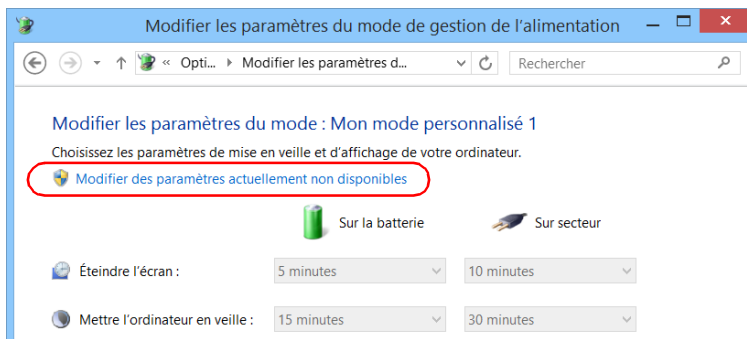 Modifier les paramètres du mode de gestion de l'alimentation
« Opti... Modifier les paramètres d... Rechercher
Modifier les paramètres du mode : Mon mode personnalisé 1
Choisissez les paramètres de mise en veille et d'affichage de votre ordinateur.
Modifier des paramètres actuellement non disponibles
Sur la batterie Sur secteur
Éteindre l'écran : 5 minutes 10 minutes
Mettre l'ordinateur en veille : 15 minutes 30 minutes